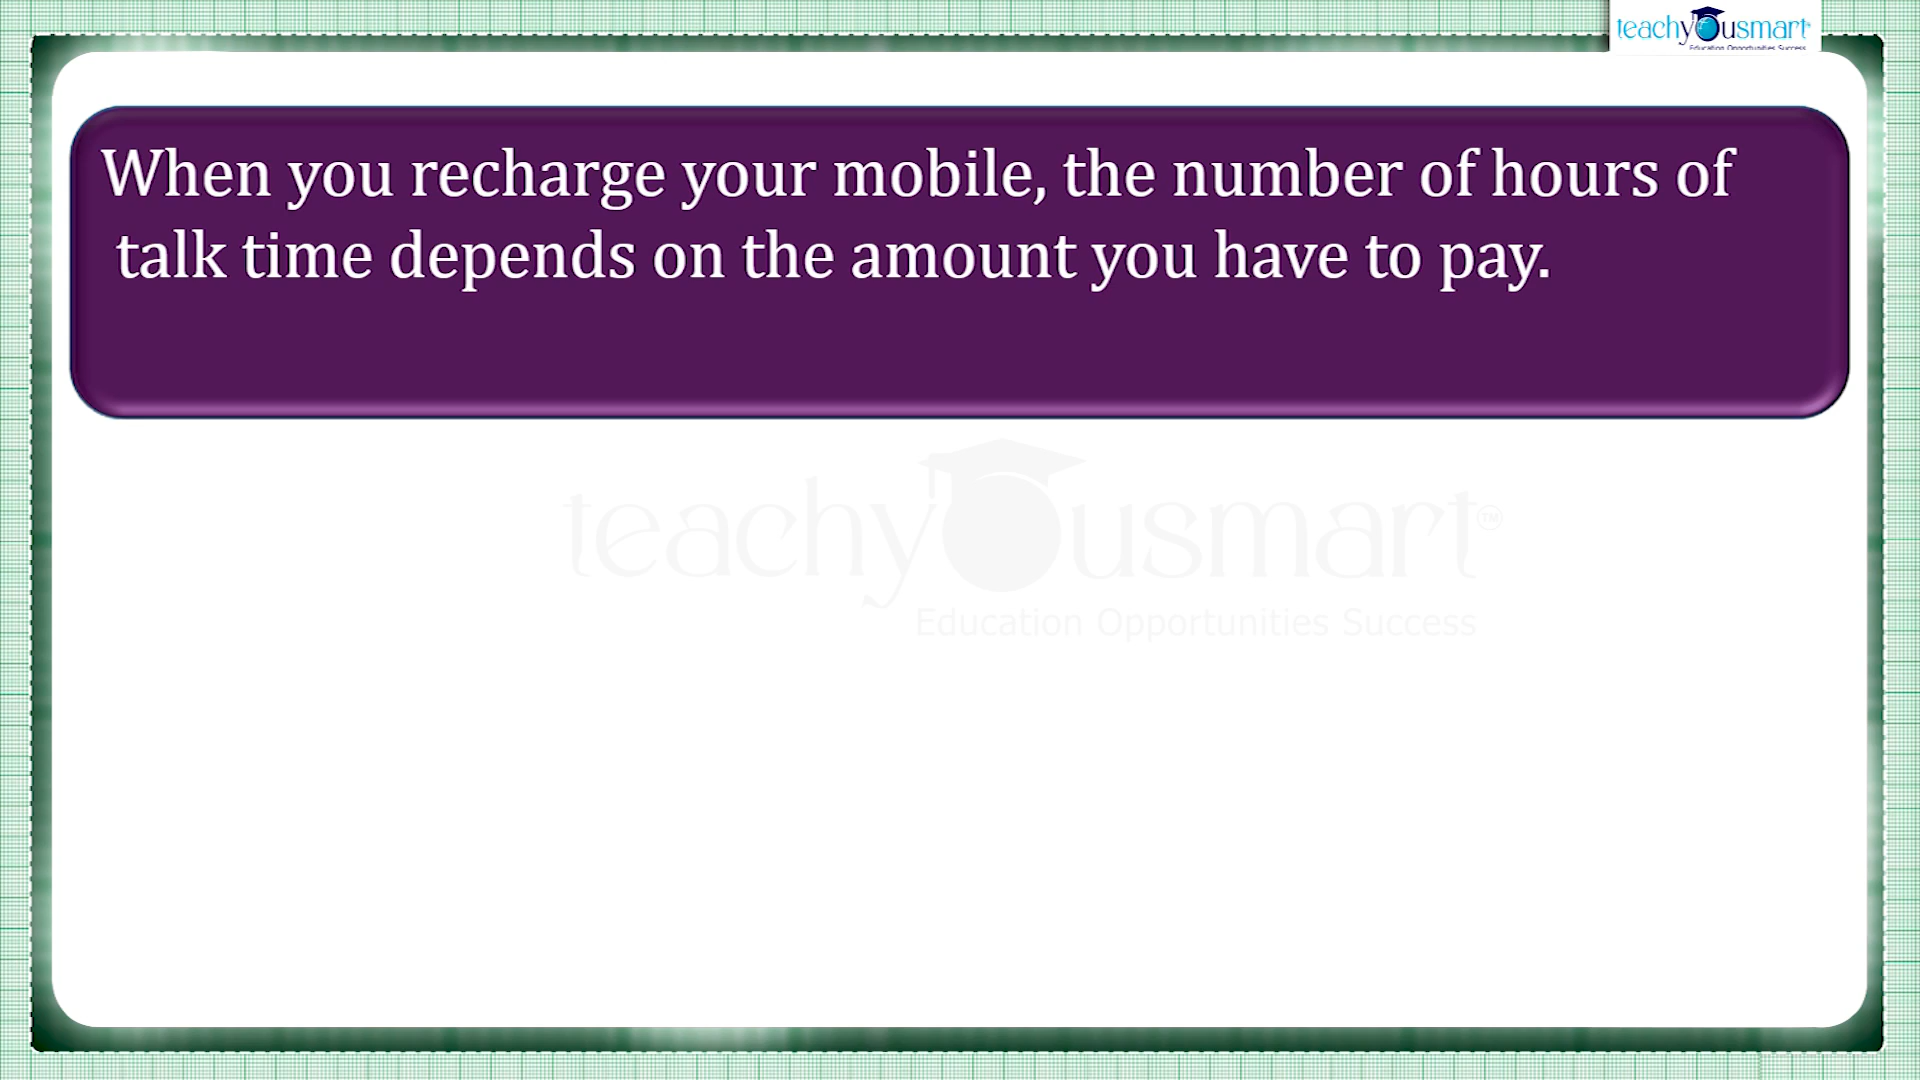 teachyousmart
Education Opportunities Success
When you recharge your mobile, the number of hours of
talk time depends on the amount you have to pay.
teachyousmart™
Education Opportunities Success